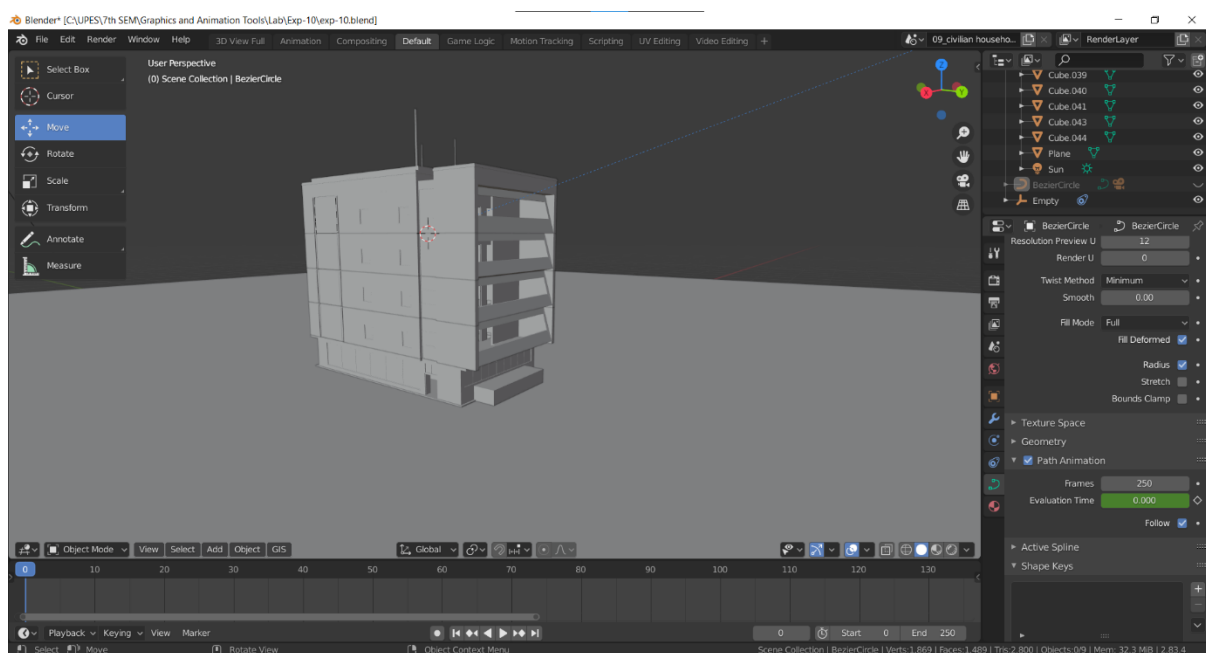 Blender* [C:\UPES\7th SEM\Graphics and Animation Tools\Lab\Exp-10\exp-10.blend]
File Edit Render Window Help 3D View Full Animation Compositing Default Game Logic Motion Tracking Scripting UV Editing Video Editing + 09_civilian househo... RenderLayer
Select Box
Cursor
Move
Rotate
Scale
Transform
Annotate
Measure
User Perspective
(0) Scene Collection | BezierCircle
Z
X
Y
Cube.039
Cube.040
Cube.041
Cube.043
Cube.044
Plane
Sun
BezierCircle
Empty
BezierCircle BezierCircle
Resolution Preview U 12
Render U 0
Twist Method Minimum
Smooth 0.00
Fill Mode Full
Fill Deformed
Radius
Stretch
Bounds Clamp
Texture Space
Geometry
Path Animation
Frames 250
Evaluation Time 0.000
Follow
Active Spline
Shape Keys
Object Mode View Select Add Object GIS Global
0 10 20 30 40 50 60 70 80 90 100 110 120 130
Playback Keying View Marker 0 Start 0 End 250
Select Move Rotate View Object Context Menu Scene Collection | BezierCircle | Verts:1.869 | Faces:1.489 | Tris:2.800 | Objects:0/9 | Mem: 32.3 MiB | 2.83.4